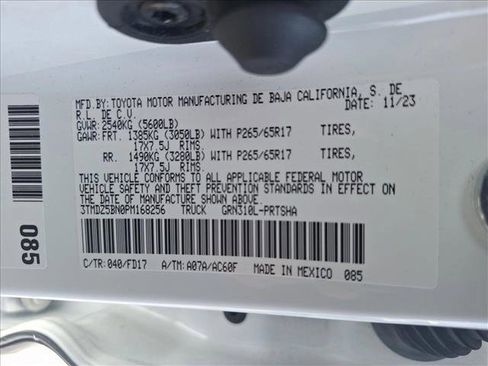 MFD.BY:TOYOTA MOTOR MANUFACTURING DE BAJA CALIFORNIA, S. DE
R.L. DE C.V. DATE: 11/23
GVWR:2540KG (5600LB)
GAWR:FRT. 1385KG (3050LB) WITH P265/65R17 TIRES,
17X7.5J RIMS.
RR. 1490KG (3280LB) WITH P265/65R17 TIRES,
17X7.5J RIMS.
THIS VEHICLE CONFORMS TO ALL APPLICABLE FEDERAL MOTOR
VEHICLE SAFETY AND THEFT PREVENTION STANDARDS IN EFFECT ON
THE DATE OF MANUFACTURE SHOWN ABOVE.
3TMDZ5BN0PM168256 TRUCK GRN310L-PRTSHA
C/TR:040/FD17 A/TM:A07A/AC60F MADE IN MEXICO 085
085